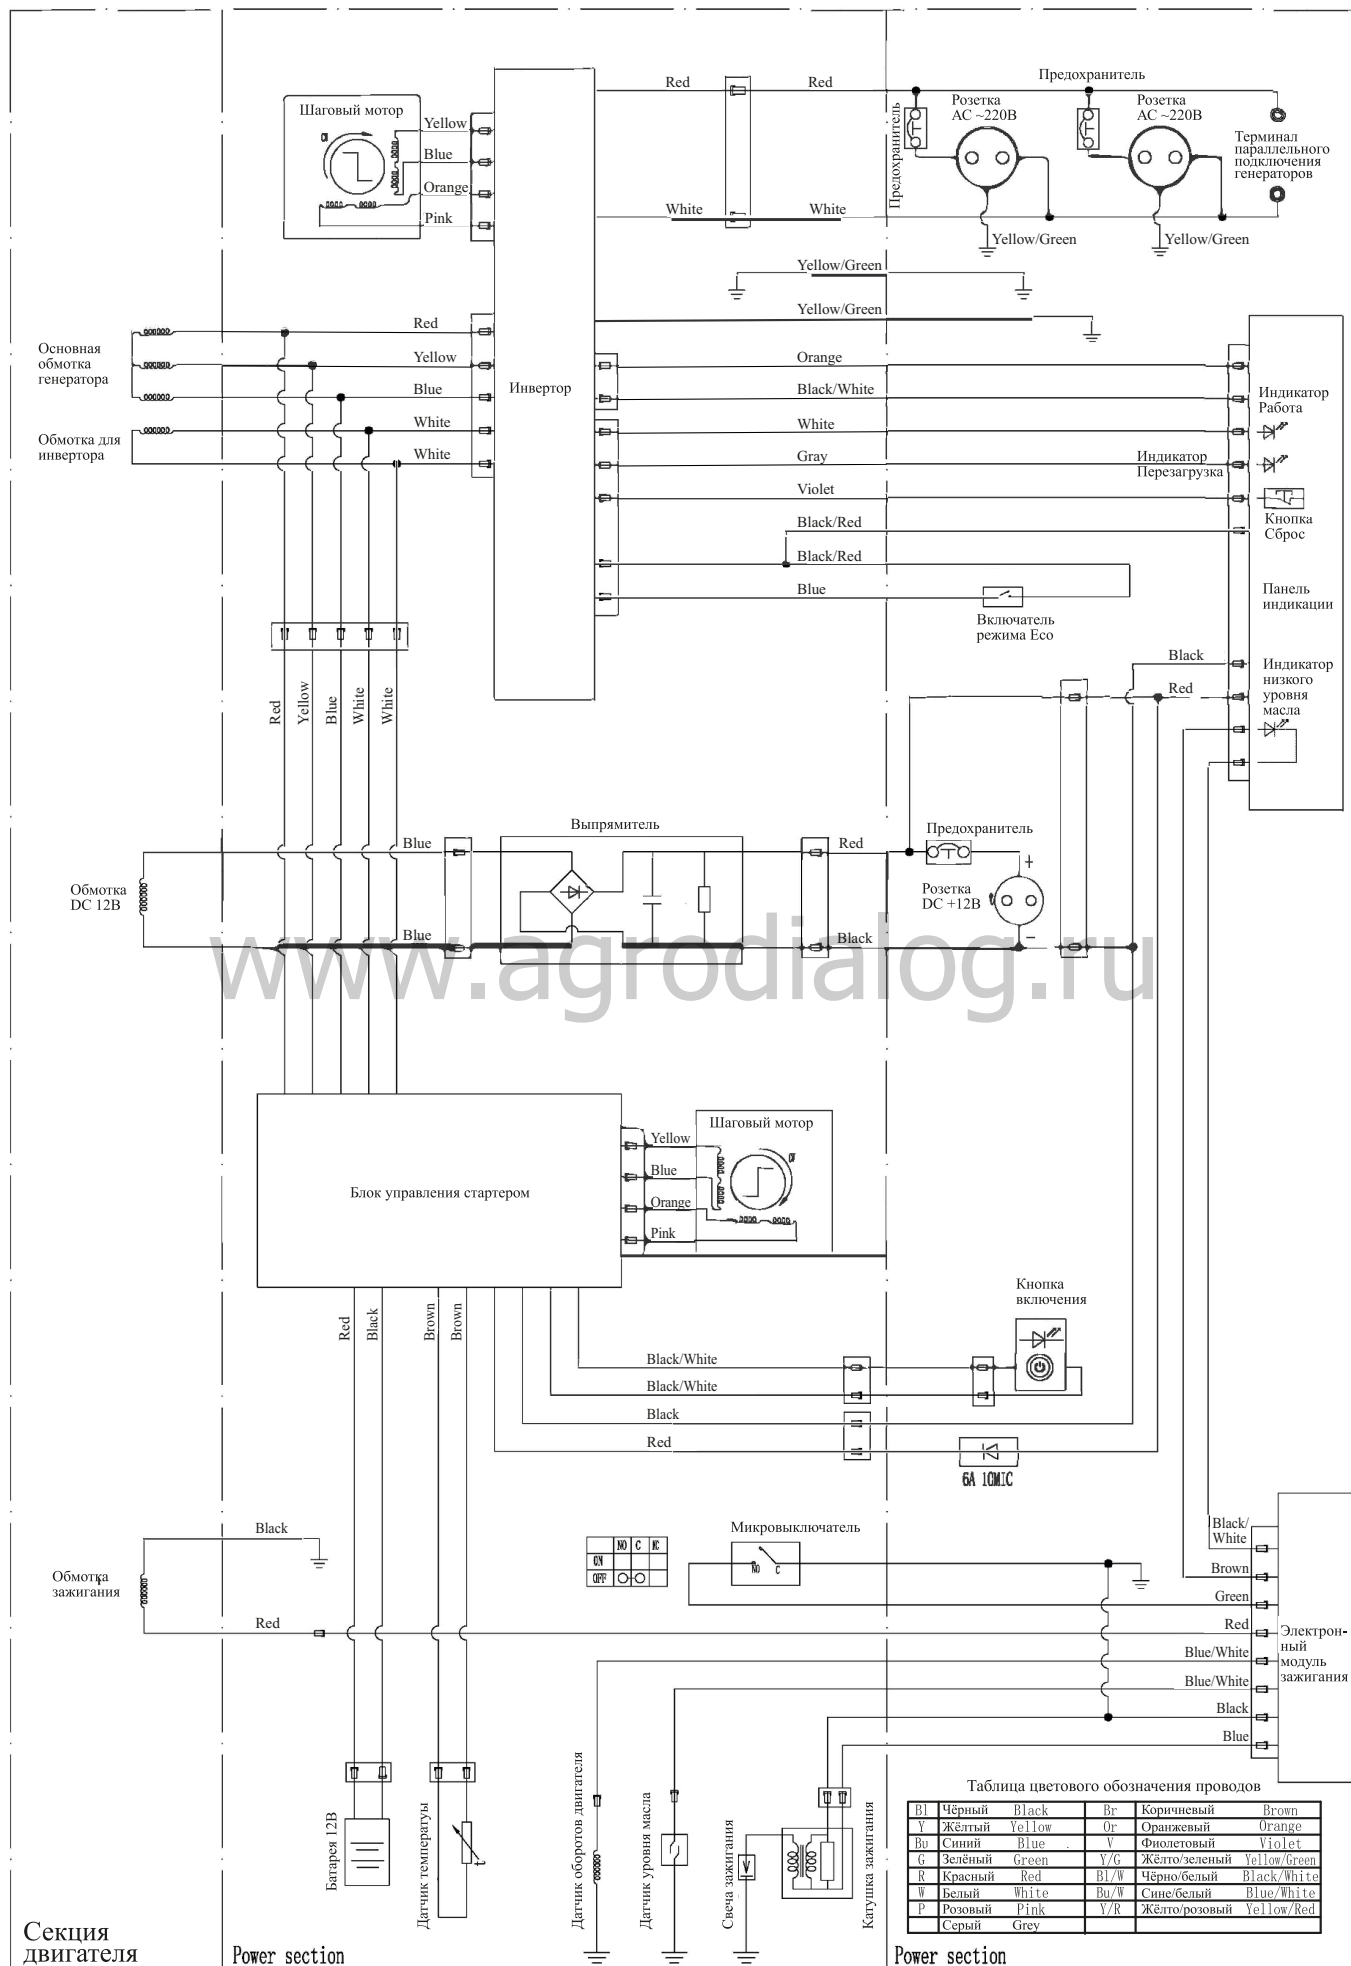 Red
Red
Предохранитель
Шаговый мотор
Yellow
Blue
Orange
Pink
Предохранитель
Розетка
AC ~220В
Розетка
AC ~220В
Терминал
параллельного
подключения
генераторов
White
White
Yellow/Green
Yellow/Green
Yellow/Green
Yellow/Green
Основная
обмотка
генератора
Red
Yellow
Blue
Обмотка для
инвертора
White
White
Инвертор
Orange
Black/White
White
Gray
Violet
Black/Red
Black/Red
Blue
Индикатор
Работа
Индикатор
Перезагрузка
Кнопка
Сброс
Включатель
режима Eco
Панель
индикации
Black
Red
Индикатор
низкого
уровня
масла
Red
Yellow
Blue
White
White
Blue
Выпрямитель
Red
Предохранитель
Обмотка
DC 12В
Розетка
DC +12В
+
−
Blue
Black
www.agrodialog.ru
Блок управления стартером
Шаговый мотор
Yellow
Blue
Orange
Pink
Red
Black
Brown
Brown
Кнопка
включения
Black/White
Black/White
Black
Red
6A 10MIC
Black
Обмотка
зажигания
Red
NO C NC
ON
OFF
Микровыключатель
NO C
Black/
White
Brown
Green
Red
Blue/White
Blue/White
Black
Blue
Электрон-
ный
модуль
зажигания
Батарея 12В
Датчик температуы
t
Датчик оборотов двигателя
Датчик уровня масла
Свеча зажигания
Катушка зажигания
Таблица цветового обозначения проводов
Bl Чёрный Black Br Коричневый Brown
Y Жёлтый Yellow Or Оранжевый Orange
Bu Синий Blue V Фиолетовый Violet
G Зелёный Green Y/G Жёлто/зеленый Yellow/Green
R Красный Red Bl/W Чёрно/белый Black/White
W Белый White Bu/W Сине/белый Blue/White
P Розовый Pink Y/R Жёлто/розовый Yellow/Red
Серый Grey
Секция
двигателя
Power section
Power section